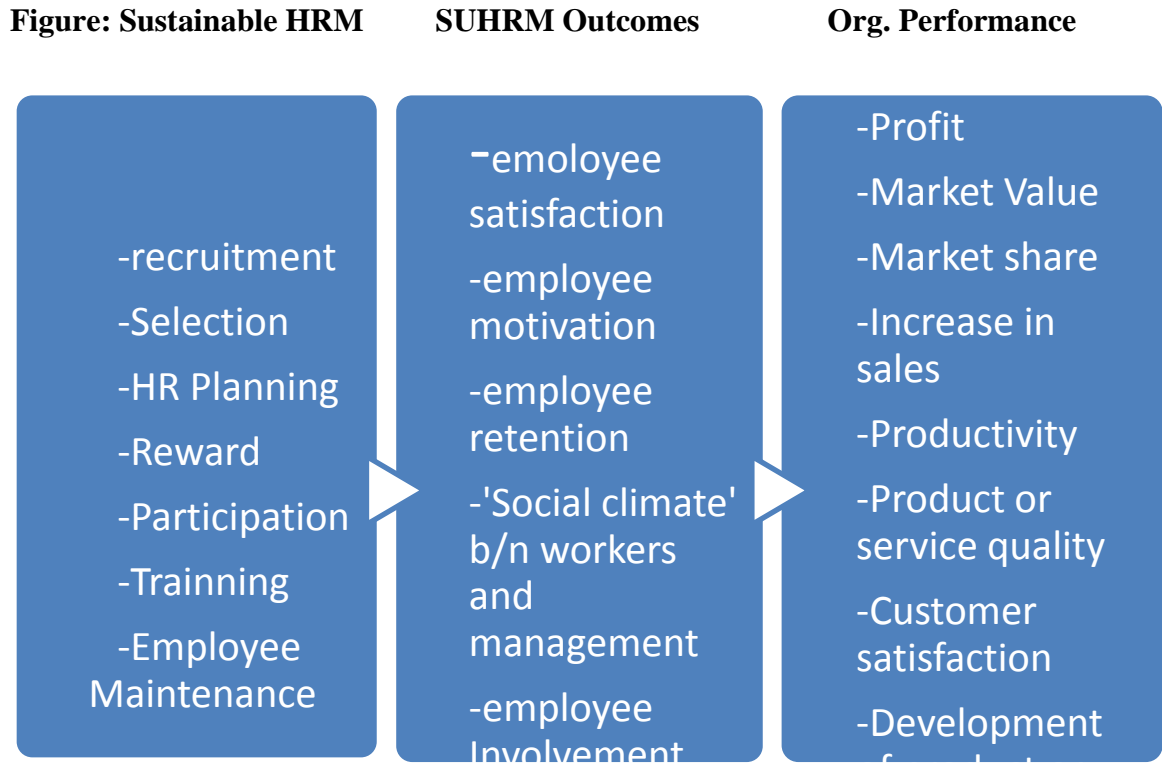 Figure: Sustainable HRM SUHRM Outcomes Org. Performance
-recruitment
-Selection
-HR Planning
-Reward
-Participation
-Trainning
-Employee
Maintenance
-emoloyee
satisfaction
-employee
motivation
-employee
retention
-'Social climate'
b/n workers
and
management
-employee
Involvement
-Profit
-Market Value
-Market share
-Increase in
sales
-Productivity
-Product or
service quality
-Customer
satisfaction
-Development